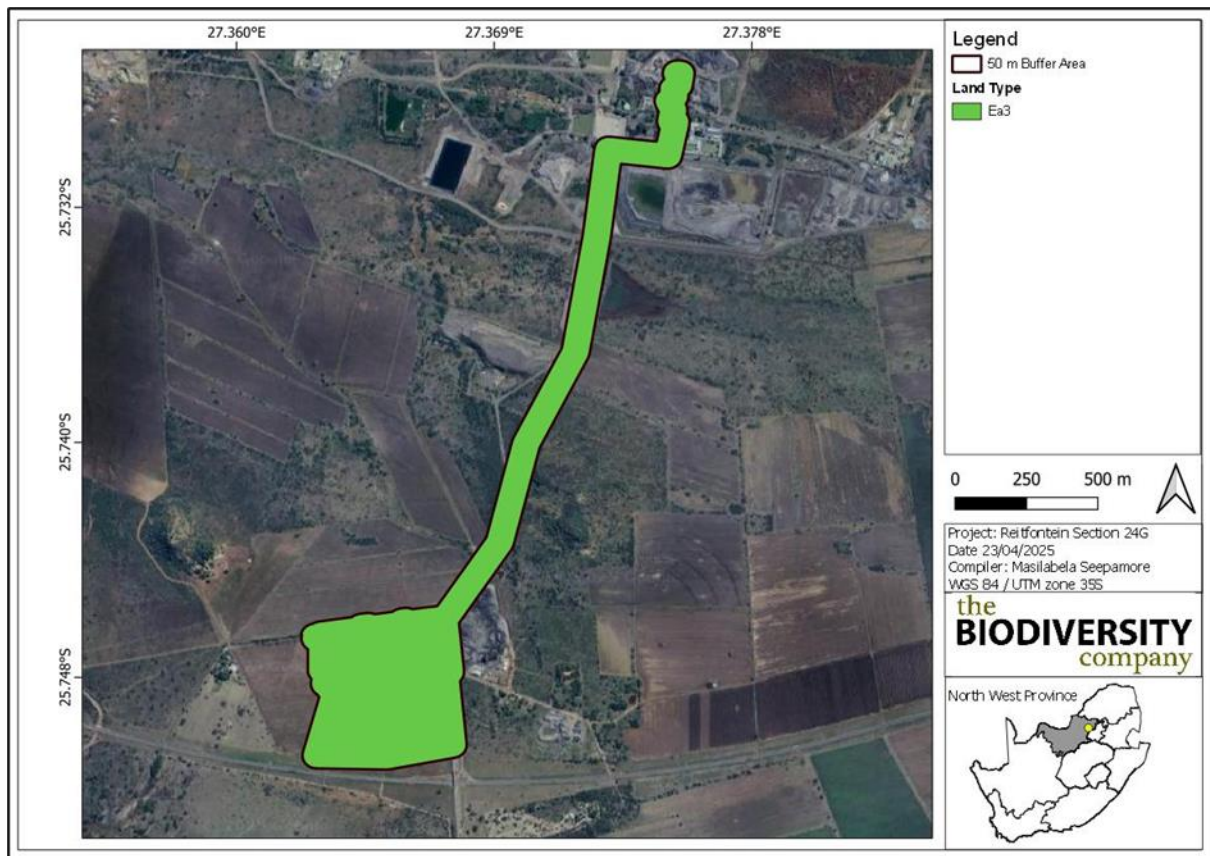 27.360°E
27.369°E
27.378°E
25.732°S
25.740°S
25.748°S
Legend
50 m Buffer Area
Land Type
Ea3
0 250 500 m
Project: Reitfontein Section 24G
Date 23/04/2025
Compiler: Masilabela Seepamore
WGS 84 / UTM zone 35S
the
BIODIVERSITY
company
North West Province